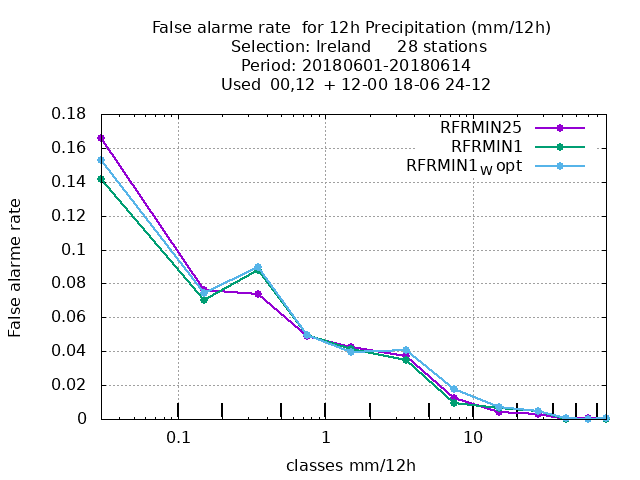 False alarme rate  for 12h Precipitation (mm/12h)
Selection: Ireland     28 stations
Period: 20180601-20180614
Used  00,12  + 12-00 18-06 24-12
RFRMIN25
RFRMIN1
RFRMIN1W opt
0.18
0.16
0.14
0.12
0.1
0.08
0.06
0.04
0.02
0
False alarme rate
0.1 1 10
classes mm/12h